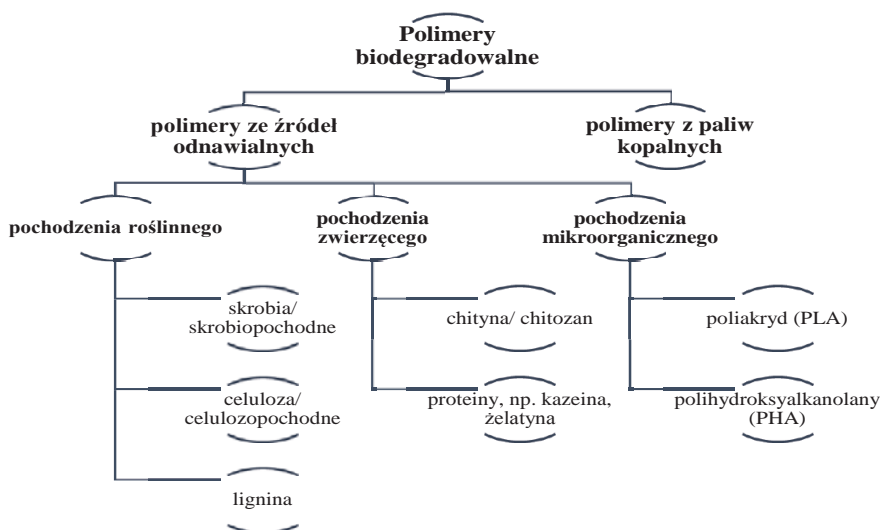 Polimery
biodegradowalne
polimery ze źródeł
odnawialnych
polimery z paliw
kopalnych
pochodzenia roślinnego
pochodzenia
zwierzęcego
pochodzenia
mikroorganicznego
skrobia/
skrobiopochodne
celuloza/
celulozopochodne
lignina
chityna/ chitozan
proteiny, np. kazeina,
żelatyna
poliakryd (PLA)
polihydroksyalkanolany
(PHA)